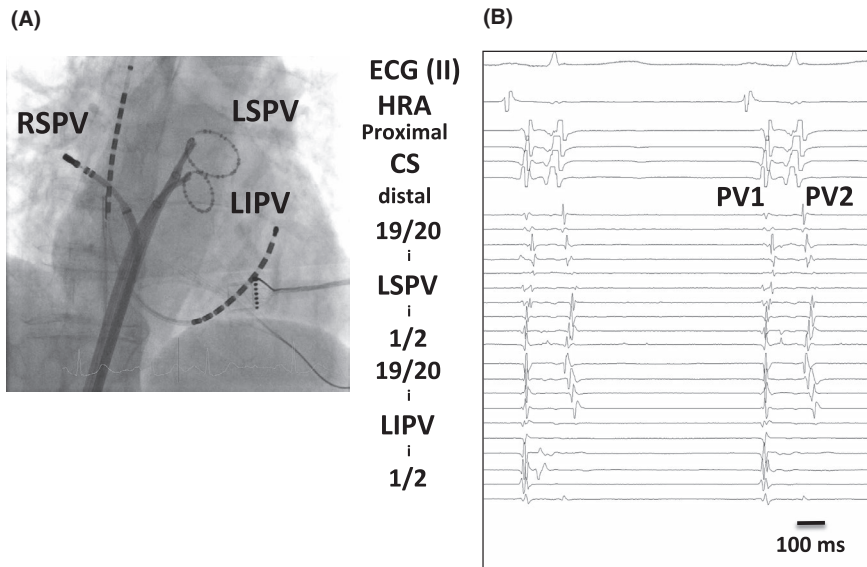 (A)
(B)
RSPV
LSPV
LIPV
ECG (II)
HRA
Proximal
CS
distal
19/20
i
LSPV
i
1/2
19/20
i
LIPV
i
1/2
PV1 PV2
100 ms